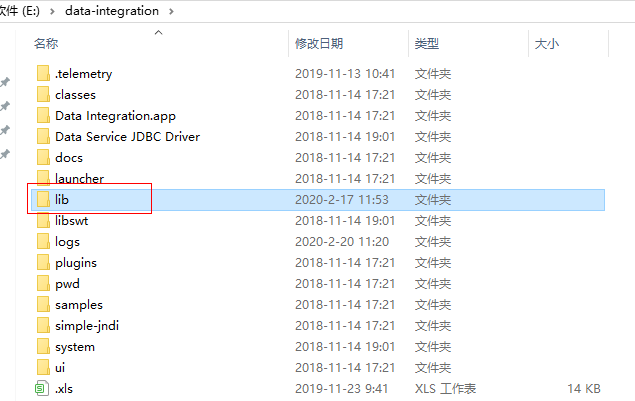 软件 (E:) › data-integration ›
名称 修改日期 类型 大小
.telemetry 2019-11-13 10:41 文件夹
classes 2018-11-14 17:21 文件夹
Data Integration.app 2018-11-14 17:21 文件夹
Data Service JDBC Driver 2018-11-14 19:01 文件夹
docs 2018-11-14 17:21 文件夹
launcher 2018-11-14 17:21 文件夹
lib 2020-2-17 11:53 文件夹
libswt 2018-11-14 19:01 文件夹
logs 2020-2-20 11:20 文件夹
plugins 2018-11-14 17:21 文件夹
pwd 2018-11-14 17:21 文件夹
samples 2018-11-14 17:21 文件夹
simple-jndi 2018-11-14 17:21 文件夹
system 2018-11-14 19:01 文件夹
ui 2018-11-14 17:21 文件夹
.xls 2019-11-23 9:41 XLS 工作表 14 KB